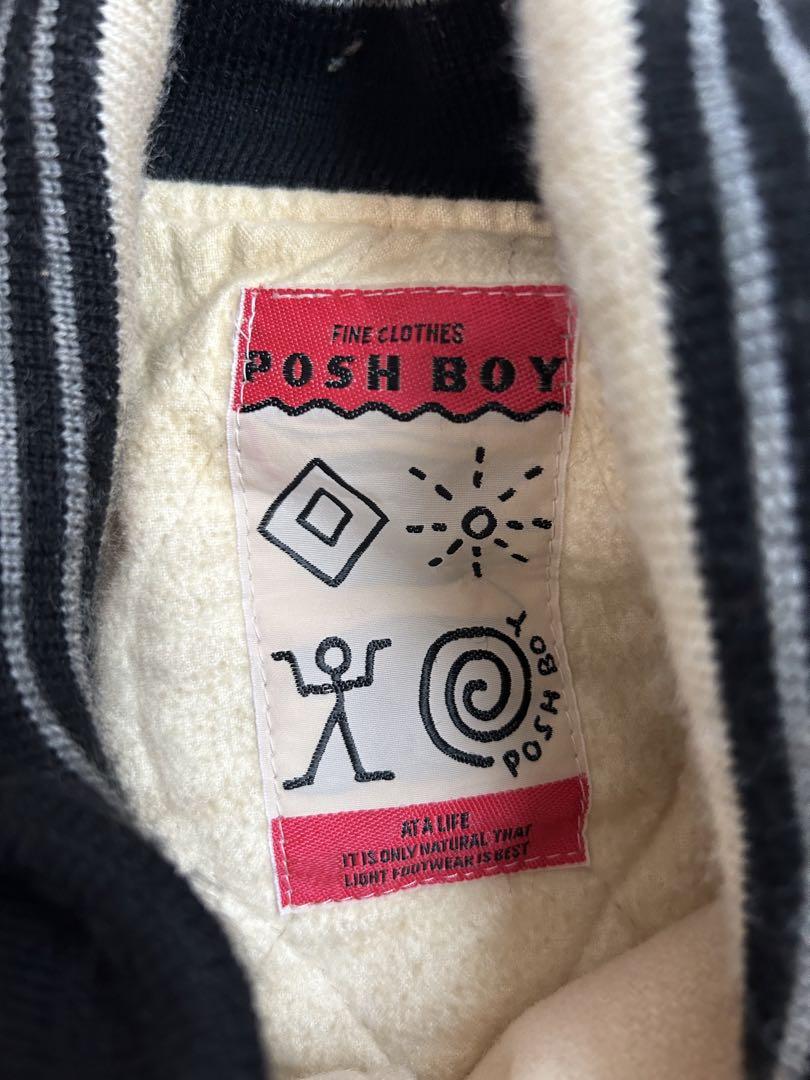 FINE CLOTHES
POSH BOY
POSH BOY
AT A LIFE
IT IS ONLY NATURAL THAT
LIGHT FOOTWEAR IS BEST